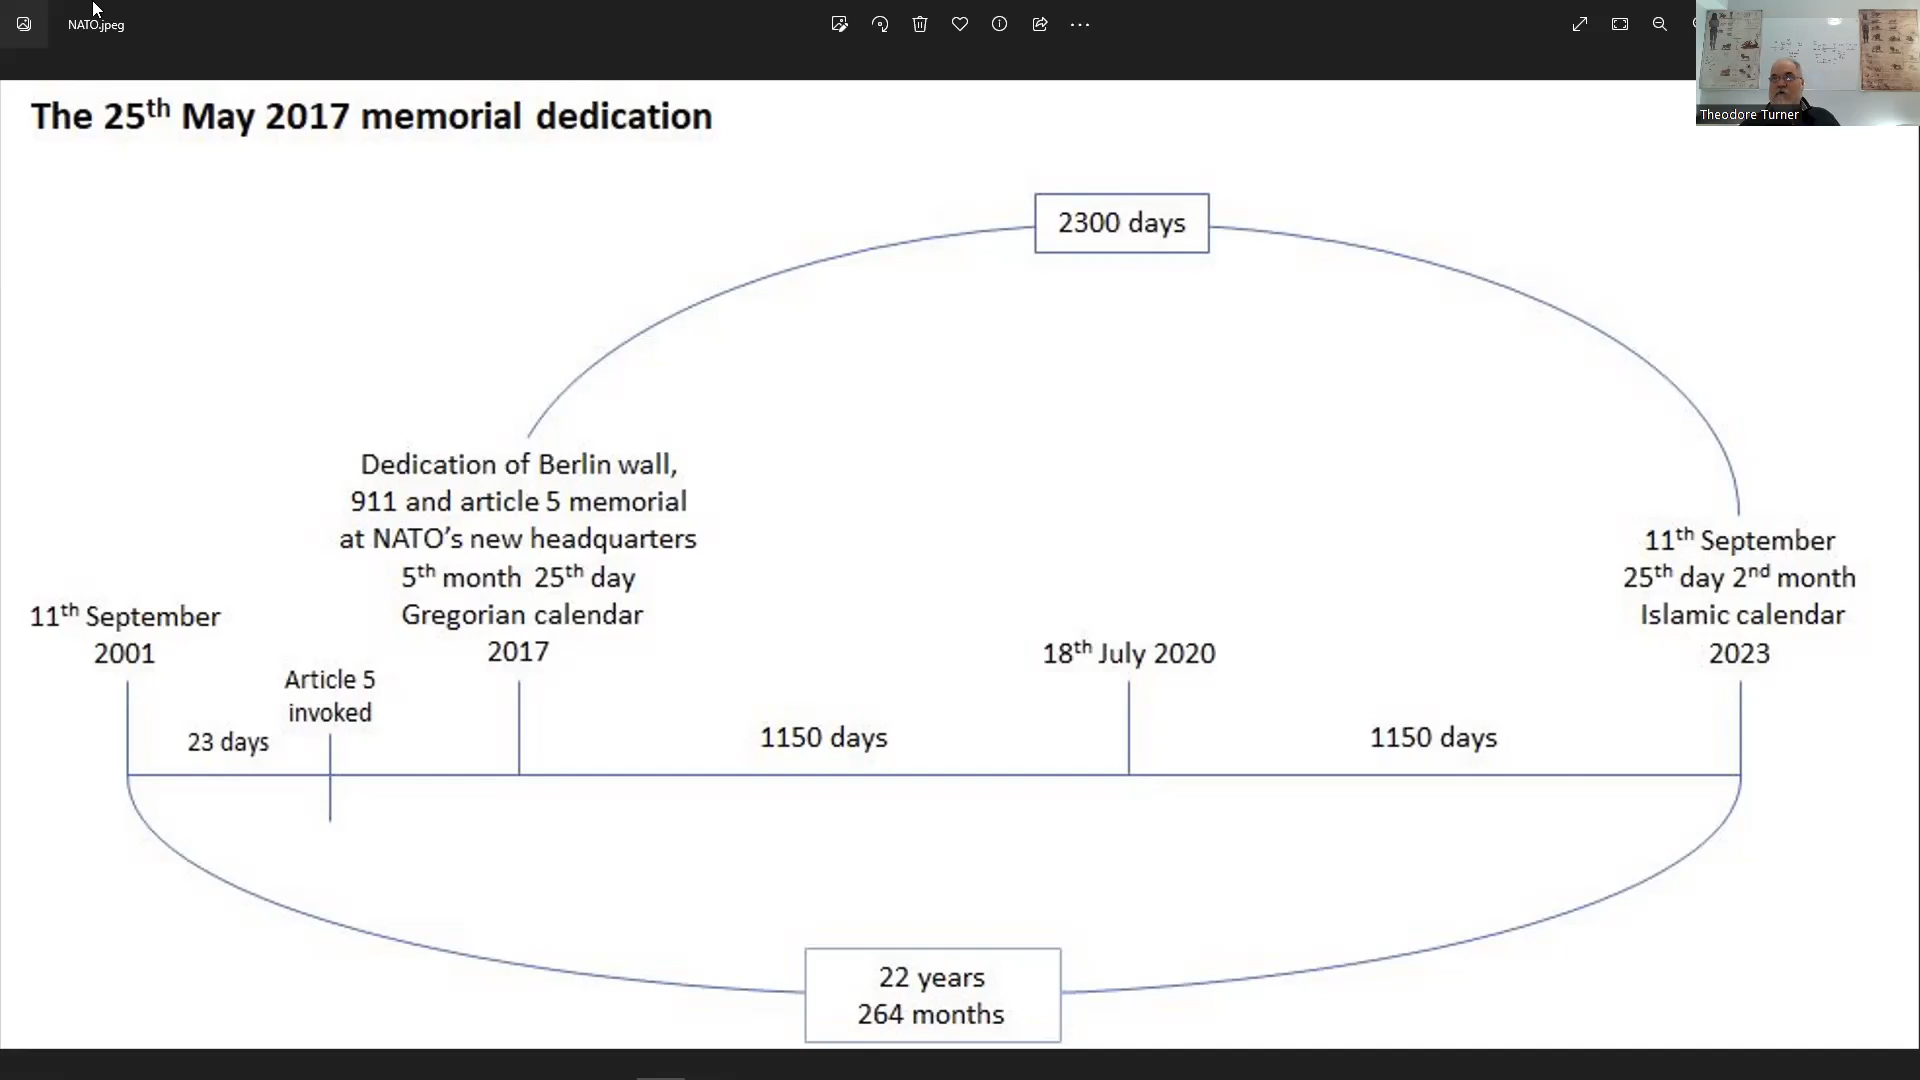 NATO.jpeg
Theodore Turner
The 25th May 2017 memorial dedication
2300 days
Dedication of Berlin wall,
911 and article 5 memorial
at NATO's new headquarters
5th month 25th day
Gregorian calendar
2017
11th September
25th day 2nd month
Islamic calendar
2023
11th September
2001
Article 5
invoked
18th July 2020
23 days
1150 days
1150 days
22 years
264 months